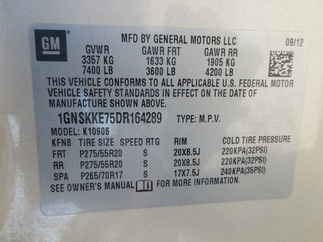 GM
MFD BY GENERAL MOTORS LLC
09/12
GVWR GAWR FRT GAWR RR
3357 KG 1633 KG 1905 KG
7400 LB 3600 LB 4200 LB
THIS VEHICLE CONFORMS TO ALL APPLICABLE U.S. FEDERAL MOTOR
VEHICLE SAFETY STANDARDS IN EFFECT ON THE DATE OF
MANUFACTURE SHOWN ABOVE.
1GNSKKE75DR164289 TYPE: M.P.V.
MODEL: K10906
KFNB TIRE SIZE SPEED RTG RIM COLD TIRE PRESSURE
FRT P275/55R20 S 20X8.5J 220KPA(32PSI)
RR P275/55R20 S 20X8.5J 220KPA(32PSI)
SPA P265/70R17 S 17X7.5J 240KPA(35PSI)
SEE OWNER'S MANUAL FOR ADDITIONAL INFORMATION.